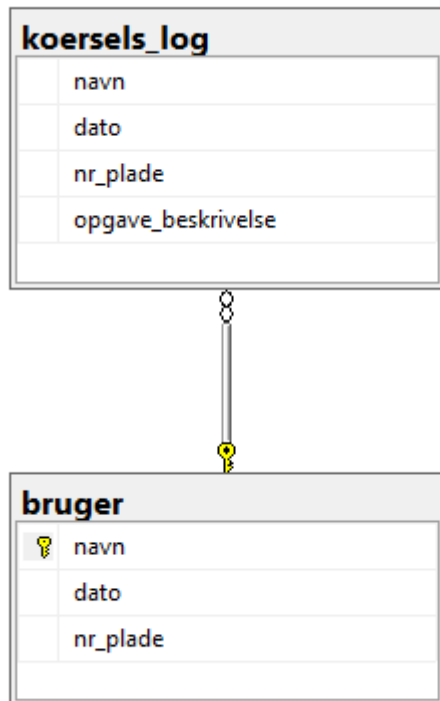 koersels_log
navn
dato
nr_plade
opgave_beskrivelse
bruger
navn
dato
nr_plade